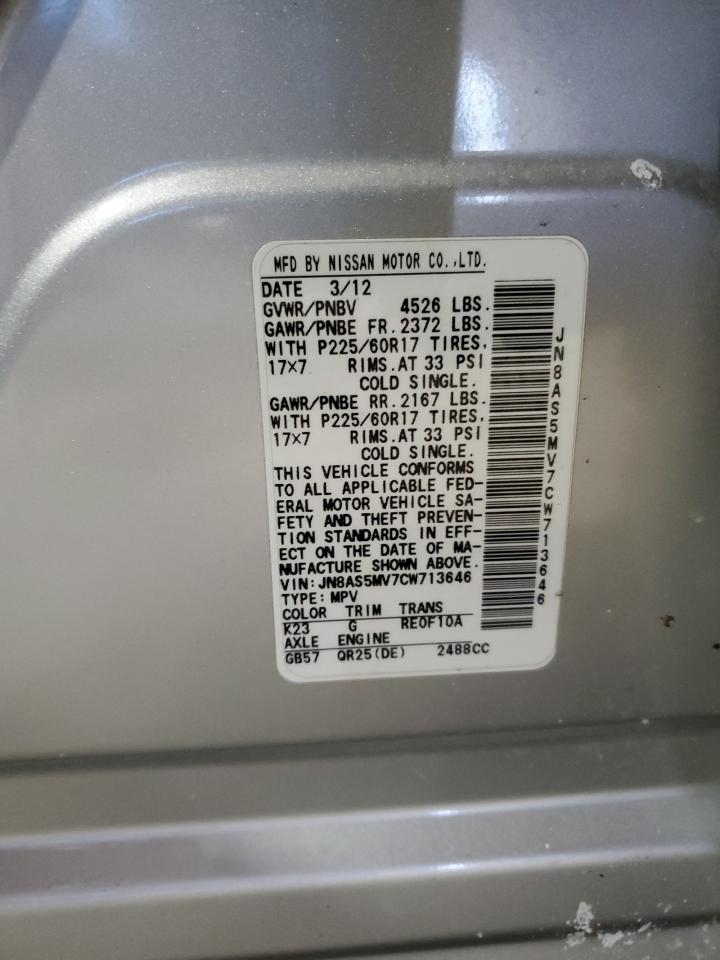 MFD BY NISSAN MOTOR CO.,LTD.
DATE 3/12
GVWR/PNBV 4526 LBS.
GAWR/PNBE FR.2372 LBS.
WITH P225/60R17 TIRES,
17×7 RIMS.AT 33 PSI
COLD SINGLE.
GAWR/PNBE RR.2167 LBS.
WITH P225/60R17 TIRES,
17×7 RIMS.AT 33 PSI
COLD SINGLE.
THIS VEHICLE CONFORMS
TO ALL APPLICABLE FED-
ERAL MOTOR VEHICLE SA-
FETY AND THEFT PREVEN-
TION STANDARDS IN EFF-
ECT ON THE DATE OF MA-
NUFACTURE SHOWN ABOVE.
VIN:JN8AS5MV7CW713646
TYPE:MPV
COLOR TRIM TRANS
K23 G RE0F10A
AXLE ENGINE
GB57 QR25(DE) 2488CC
JN8AS5MV7CW713646